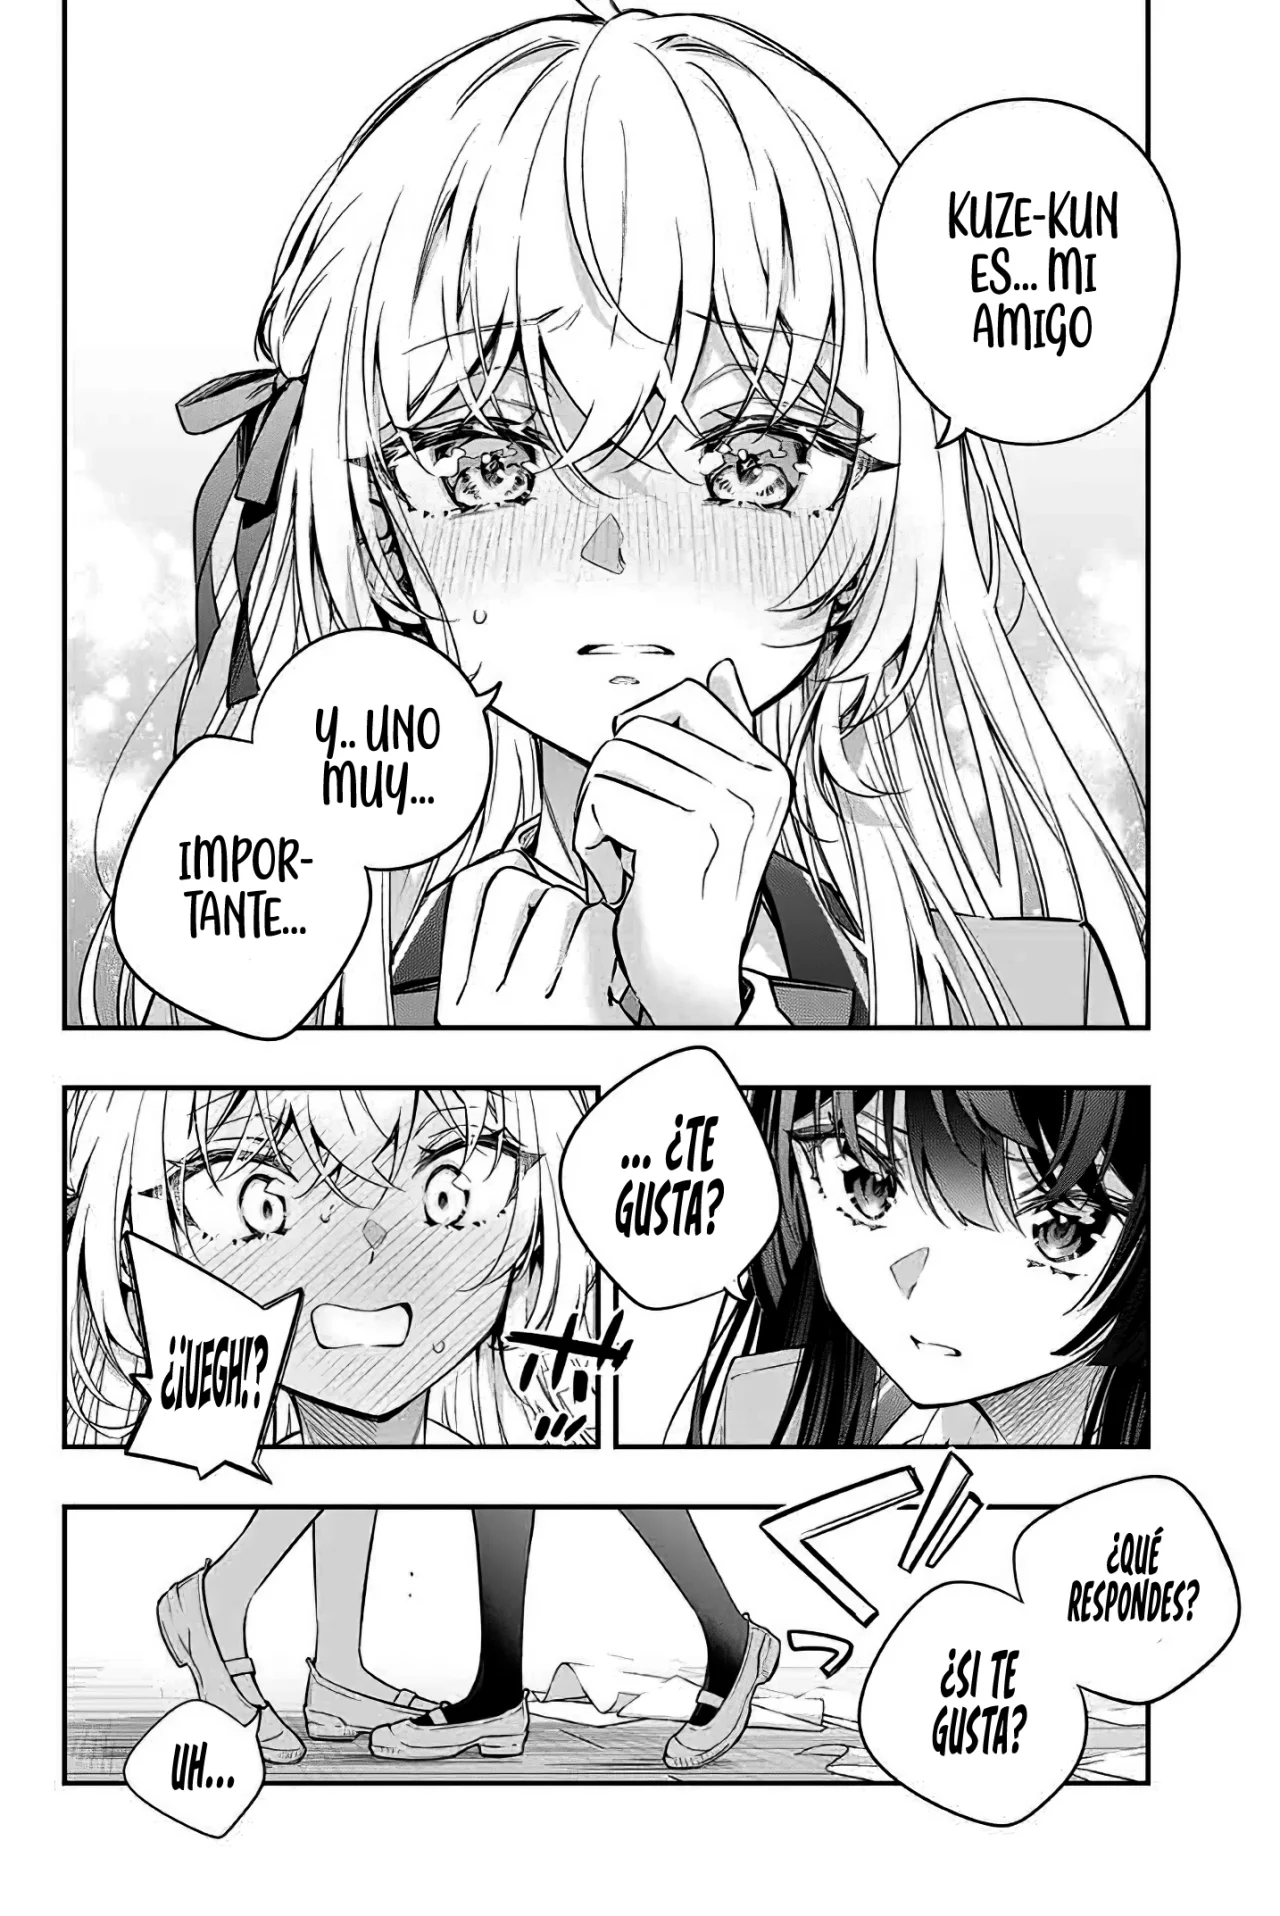 KUZE-KUN
ES... MI
AMIGO
Y.. UNO
MUY...
IMPOR-
TANTE...
... ¿TE
GUSTA?
¿¡UEGH!?
¿QUÉ
RESPONDES?
¿SI TE
GUSTA?
UH...